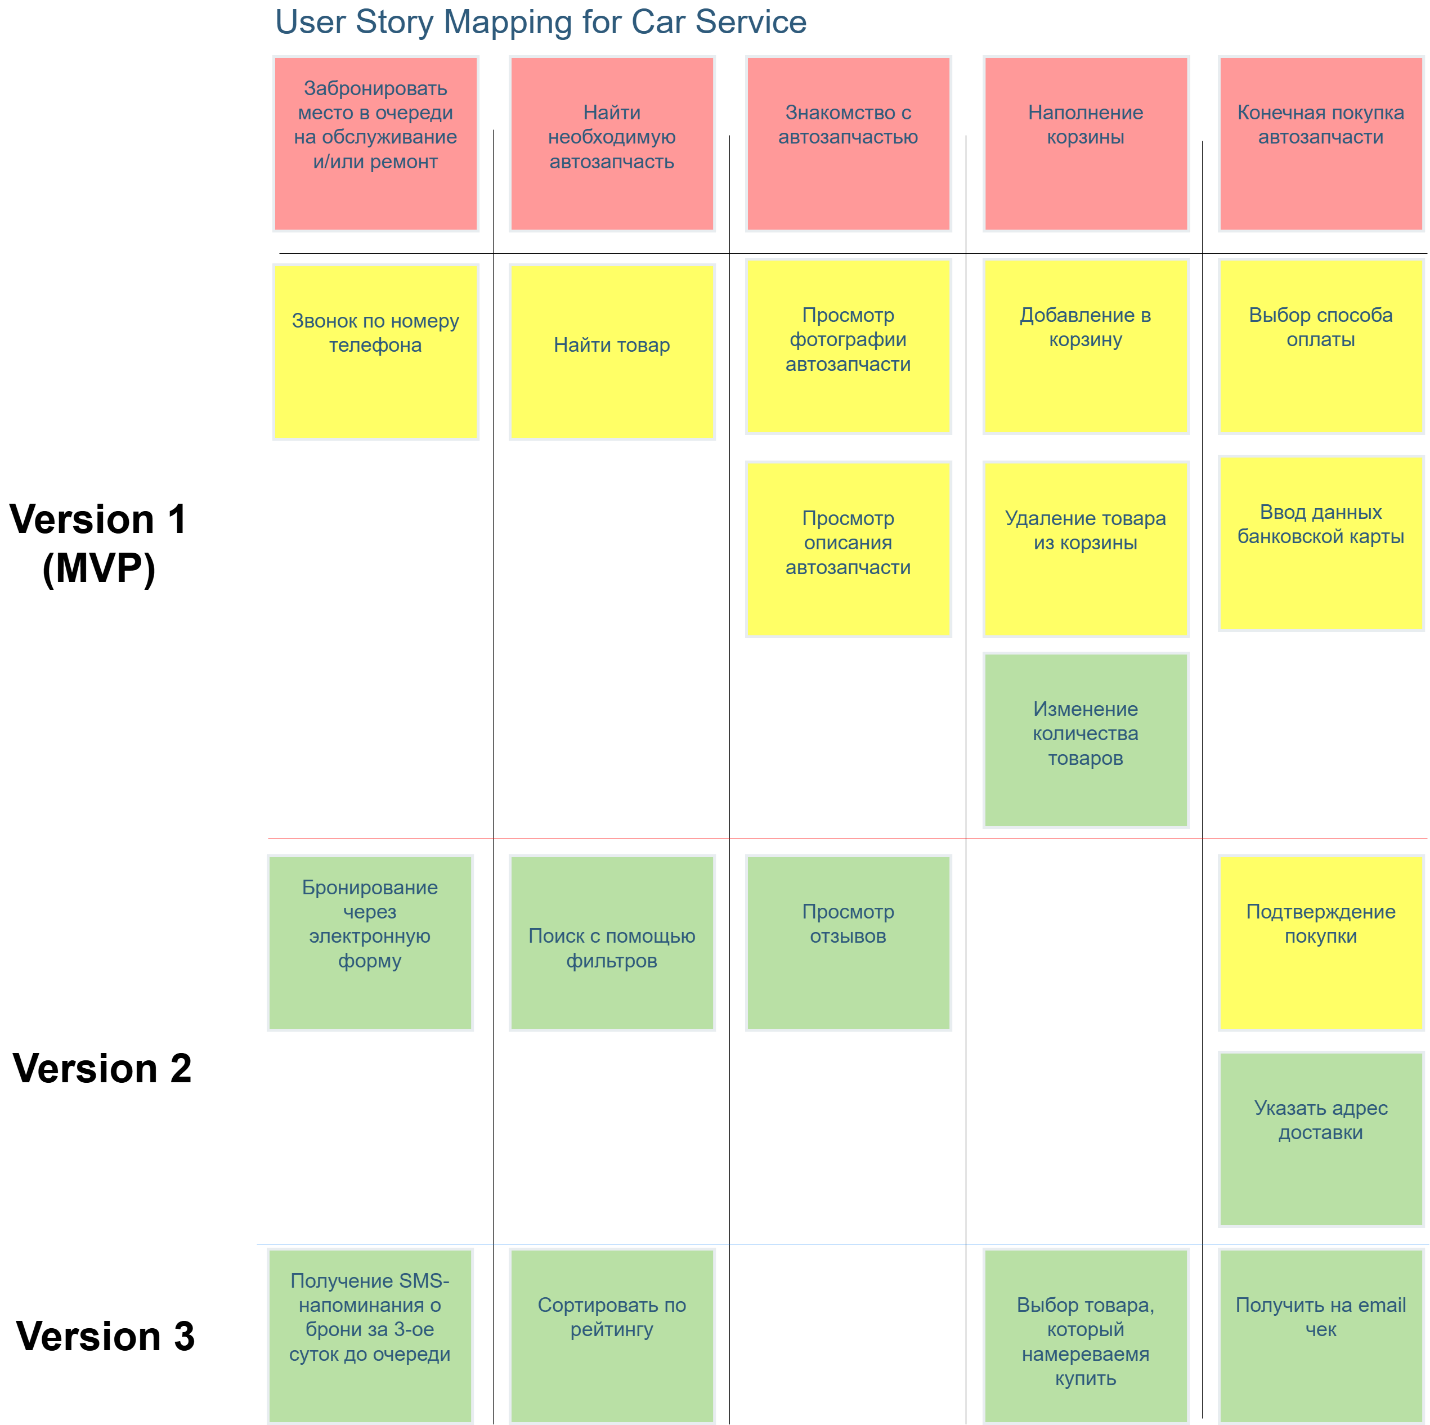 User Story Mapping for Car Service
Забронировать
место в очереди
на обслуживание
и/или ремонт
Найти
необходимую
автозапчасть
Знакомство с
автозапчастью
Наполнение
корзины
Конечная покупка
автозапчасти
Version 1
(MVP)
Звонок по номеру
телефона
Найти товар
Просмотр
фотографии
автозапчасти
Добавление в
корзину
Выбор способа
оплаты
Просмотр
описания
автозапчасти
Удаление товара
из корзины
Ввод данных
банковской карты
Изменение
количества
товаров
Version 2
Бронирование
через
электронную
форму
Поиск с помощью
фильтров
Просмотр
отзывов
Подтверждение
покупки
Указать адрес
доставки
Version 3
Получение SMS-
напоминания о
брони за 3-ое
суток до очереди
Сортировать по
рейтингу
Выбор товара,
который
намереваемя
купить
Получить на email
чек